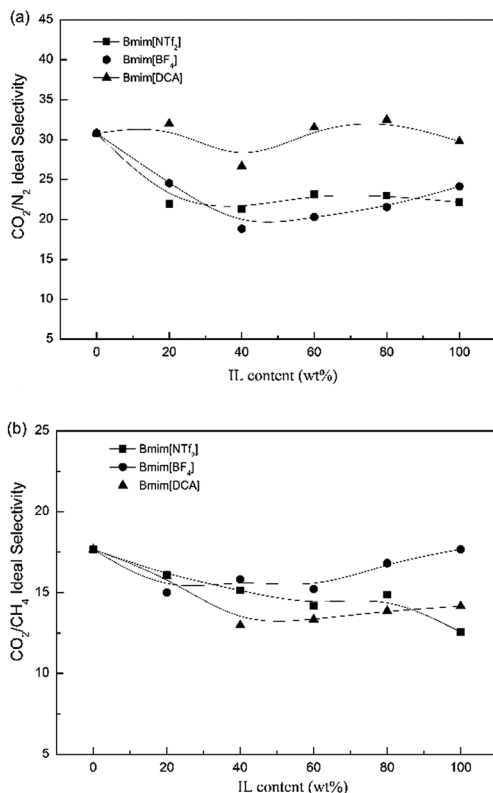 (a)
45
40
35
30
25
20
15
10
5
Bmim[NTf₂]
Bmim[BF₄]
Bmim[DCA]
CO₂/N₂ Ideal Selectivity
0 20 40 60 80 100
IL content (wt%)
(b)
25
20
15
10
5
Bmim[NTf₂]
Bmim[BF₄]
Bmim[DCA]
CO₂/CH₄ Ideal Selectivity
0 20 40 60 80 100
IL content (wt%)